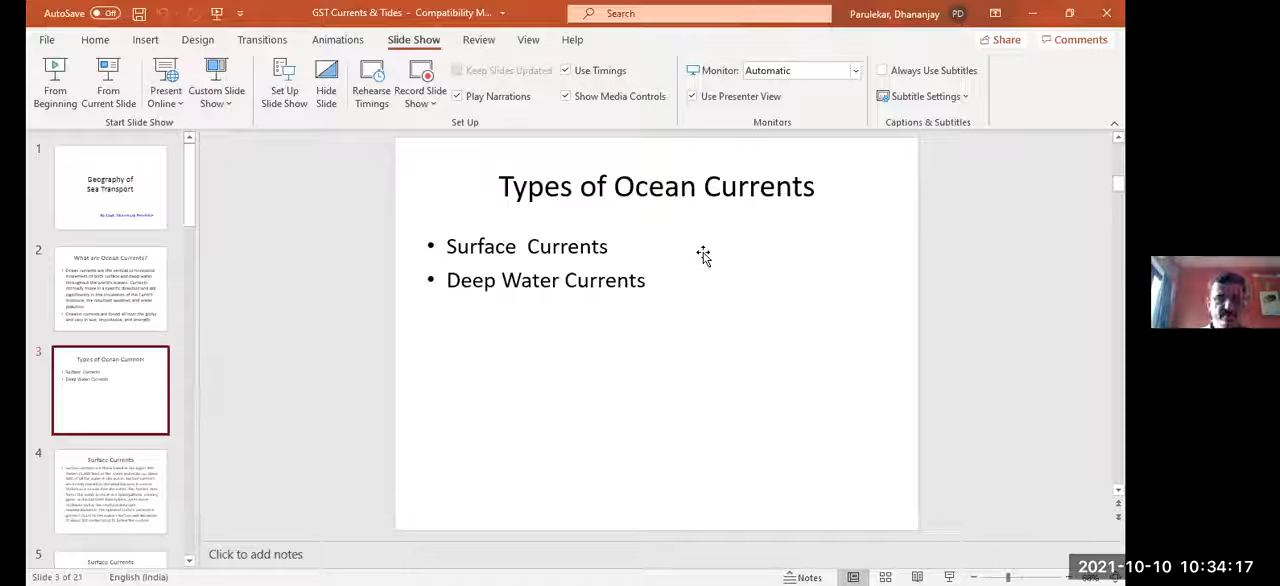 AutoSave Off
GST Currents & Tides - Compatibility M...
Search
Parulekar, Dhananjay PD
File Home Insert Design Transitions Animations Slide Show Review View Help Share Comments
From Beginning
From Current Slide
Present Online
Custom Slide Show
Set Up Slide Show
Hide Slide
Rehearse Timings
Record Slide Show
Keep Slides Updated
Play Narrations
Use Timings
Show Media Controls
Monitor: Automatic
Use Presenter View
Always Use Subtitles
Subtitle Settings
Start Slide Show
Set Up
Monitors
Captions & Subtitles
1
Geography of
Sea Transport
2
What are Ocean Currents?
3
Types of Ocean Currents
Surface Currents
Deep Water Currents
4
Surface Currents
5
Surface Currents
Types of Ocean Currents
• Surface Currents
• Deep Water Currents
Click to add notes
Slide 3 of 21 English (India)
Notes
2021-10-10 10:34:17